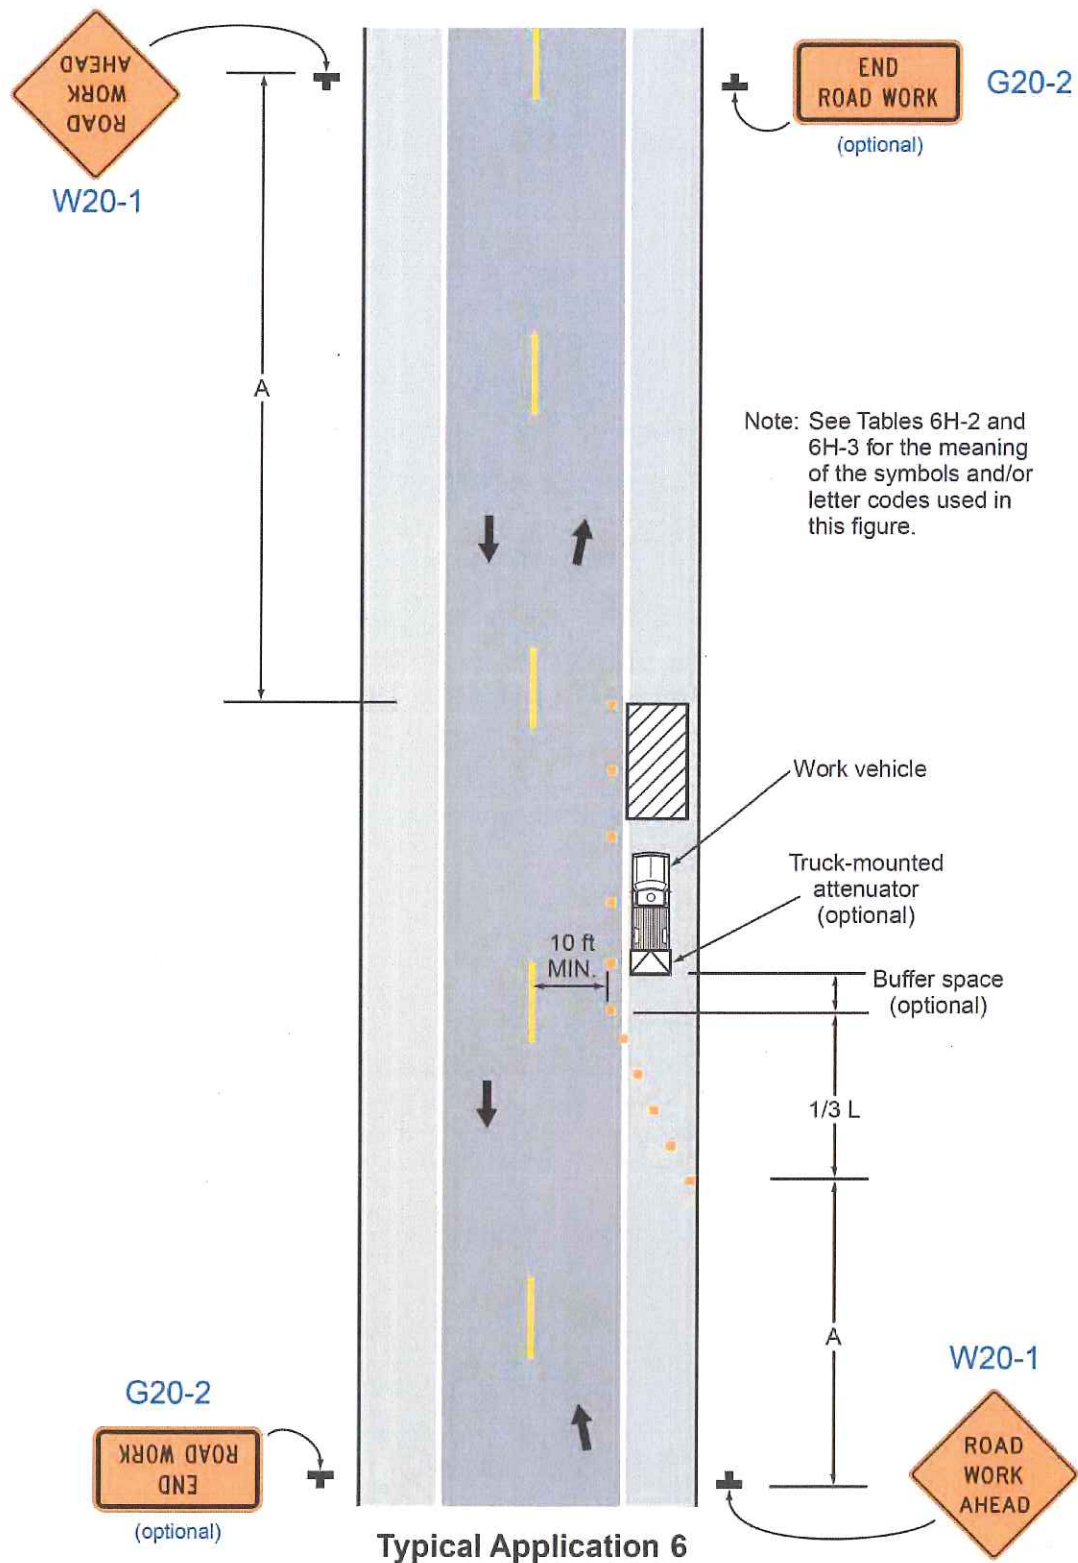 ROAD
WORK
AHEAD
W20-1
END
ROAD WORK
(optional)
G20-2
A
Note: See Tables 6H-2 and
6H-3 for the meaning
of the symbols and/or
letter codes used in
this figure.
Work vehicle
Truck-mounted
attenuator
(optional)
10 ft
MIN.
Buffer space
(optional)
1/3 L
A
G20-2
END
ROAD WORK
(optional)
W20-1
ROAD
WORK
AHEAD
Typical Application 6